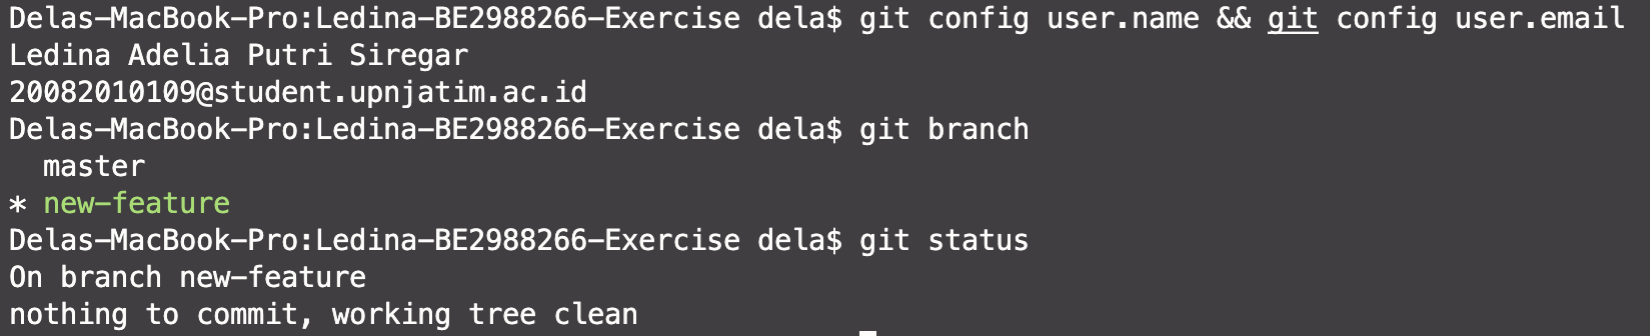 Delas-MacBook-Pro:Ledina-BE2988266-Exercise dela$ git config user.name && git config user.email
Ledina Adelia Putri Siregar
20082010109@student.upnjatim.ac.id
Delas-MacBook-Pro:Ledina-BE2988266-Exercise dela$ git branch
  master
* new-feature
Delas-MacBook-Pro:Ledina-BE2988266-Exercise dela$ git status
On branch new-feature
nothing to commit, working tree clean